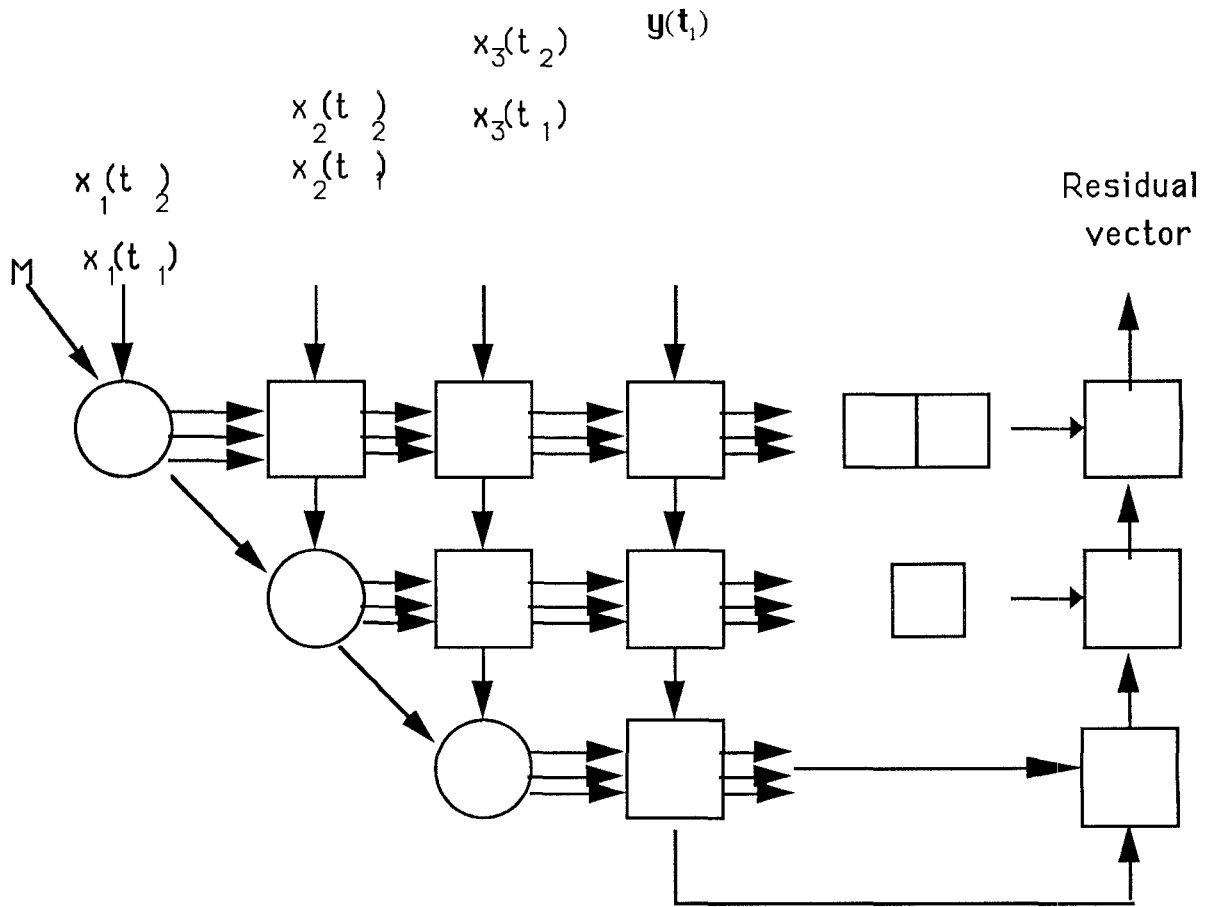 y(t₁)
x₃(t₂)
x₂(t₂)
x₃(t₁)
x₂(t₁)
x₁(t₂)
Residual
vector
x₁(t₁)
M